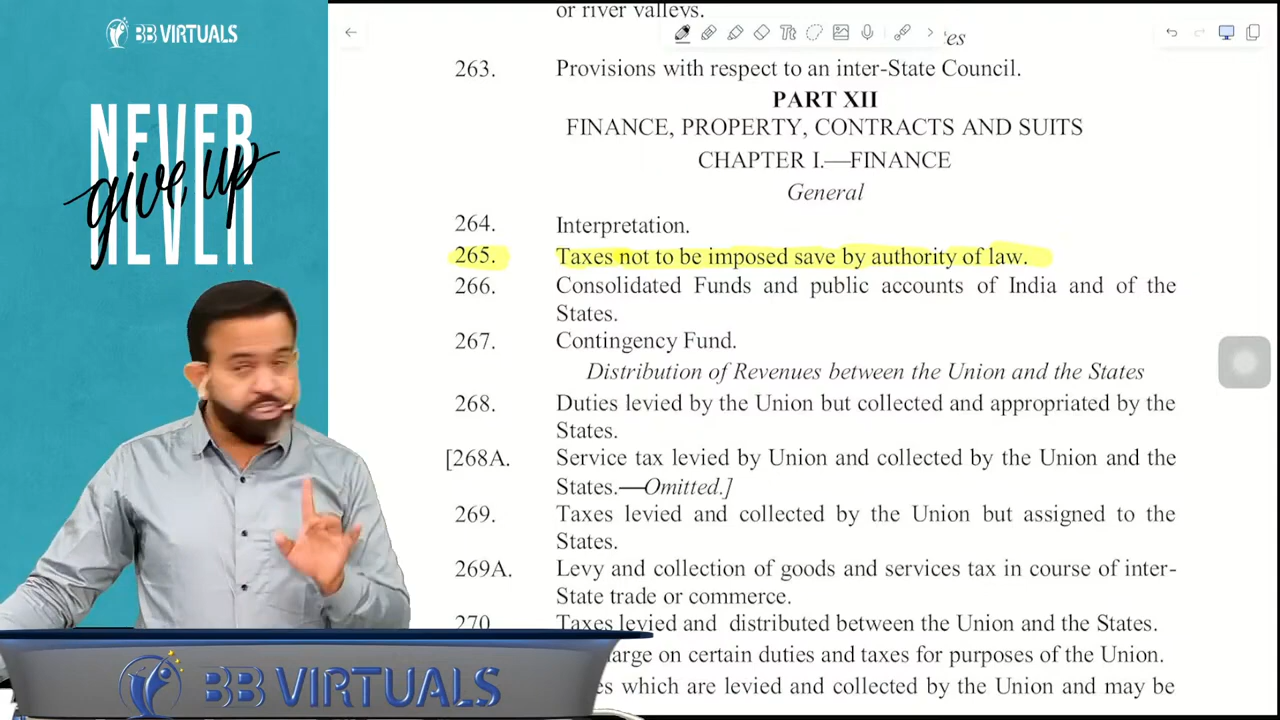 BB VIRTUALS
NEVER
give up
NEVER
or river valleys.
es
263. Provisions with respect to an inter-State Council.
PART XII
FINANCE, PROPERTY, CONTRACTS AND SUITS
CHAPTER I.—FINANCE
General
264. Interpretation.
265. Taxes not to be imposed save by authority of law.
266. Consolidated Funds and public accounts of India and of the
States.
267. Contingency Fund.
Distribution of Revenues between the Union and the States
268. Duties levied by the Union but collected and appropriated by the
States.
[268A. Service tax levied by Union and collected by the Union and the
States.—Omitted.]
269. Taxes levied and collected by the Union but assigned to the
States.
269A. Levy and collection of goods and services tax in course of inter-
State trade or commerce.
270. Taxes levied and distributed between the Union and the States.
arge on certain duties and taxes for purposes of the Union.
es which are levied and collected by the Union and may be
BB VIRTUALS